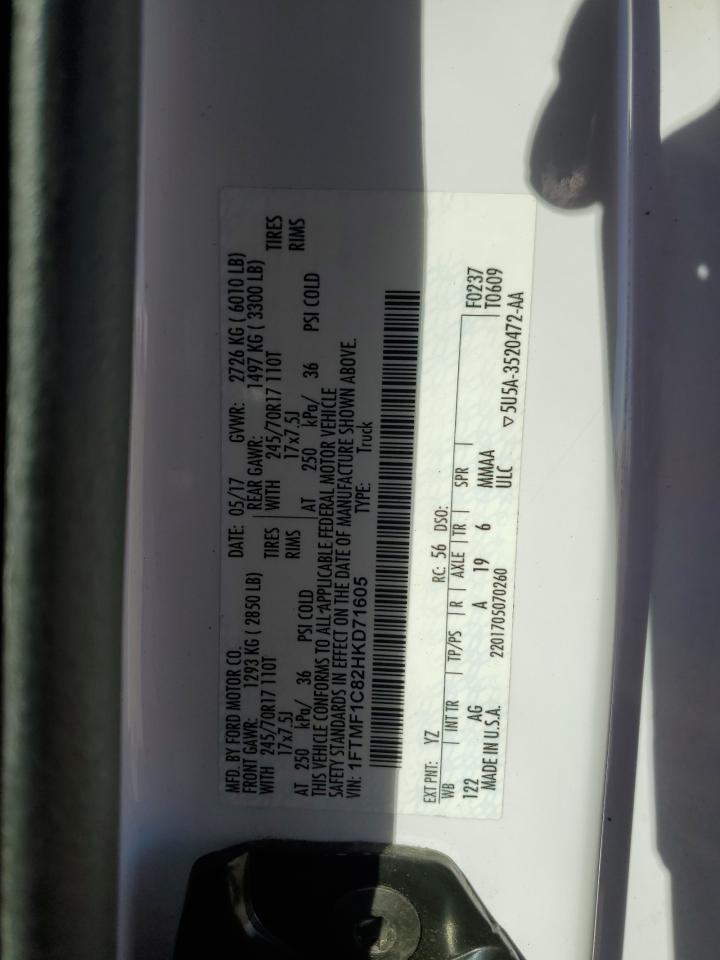 MFD. BY FORD MOTOR CO. DATE: 05/17 GVWR: 2726 KG ( 6010 LB)
FRONT GAWR: 1293 KG ( 2850 LB) REAR GAWR: 1497 KG ( 3300 LB)
WITH 245/70R17 110T TIRES WITH 245/70R17 110T TIRES
17x7.5J RIMS 17x7.5J RIMS
AT 250 kPa/ 36 PSI COLD AT 250 kPa/ 36 PSI COLD
THIS VEHICLE CONFORMS TO ALL APPLICABLE FEDERAL MOTOR VEHICLE
SAFETY STANDARDS IN EFFECT ON THE DATE OF MANUFACTURE SHOWN ABOVE.
VIN: 1FTMF1C82HKD71605 TYPE: Truck
EXT PNT: YZ RC: 56 DSO:
WB INT TR TP/PS R AXLE TR SPR F0237
122 AG A 19 6 MMAA T0609
MADE IN U.S.A. 2201705070260 ULC ▽5U5A-3520472-AA